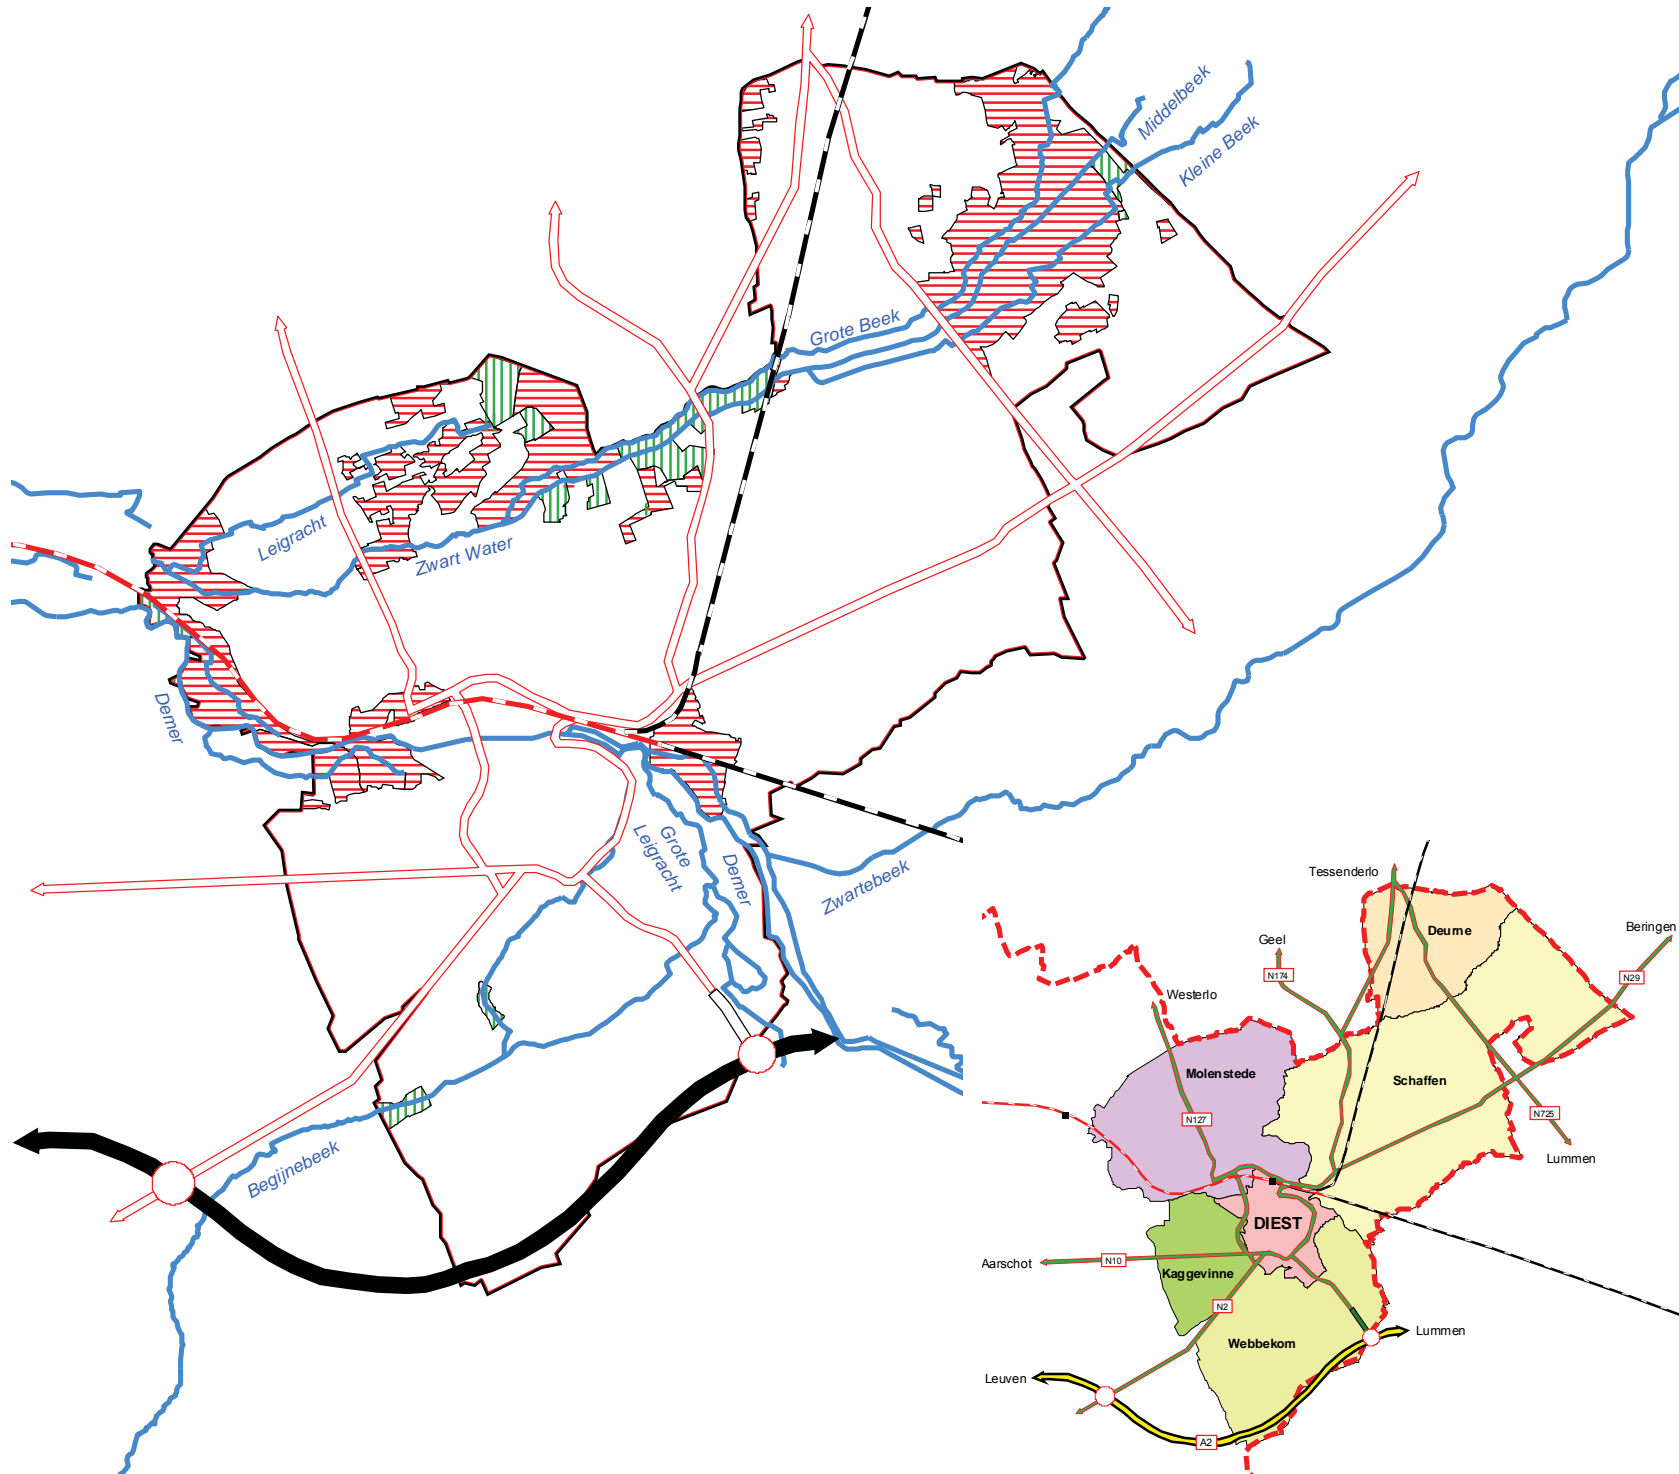 Middelbeek
Kleine Beek
Grote Beek
Leigracht
Zwart Water
Demer
Grote
Leigracht
Demer
Zwartebeek
Begijnebeek
Tessenderlo
Deurne
Beringen
Geel
N174
N29
Westerlo
Molenstede
Schaffen
N127
N725
Lummen
DIEST
Aarschot
N10
Kaggevinne
N2
Webbekom
Lummen
Leuven
A2